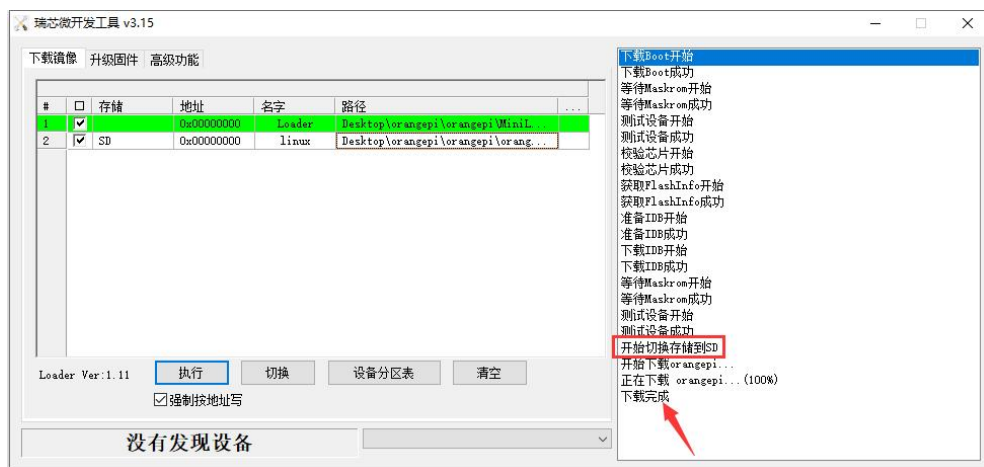 瑞芯微开发工具 v3.15
下载镜像 升级固件 高级功能
# 存储 地址 名字 路径 ...
1 0x00000000 Loader Desktop\orangepi\orangepi\MiniL...
2 SD 0x00000000 linux Desktop\orangepi\orangepi\orang...
Loader Ver:1.11 执行 切换 设备分区表 清空
强制按地址写
没有发现设备
下载Boot开始
下载Boot成功
等待Maskrom开始
等待Maskrom成功
测试设备开始
测试设备成功
校验芯片开始
校验芯片成功
获取FlashInfo开始
获取FlashInfo成功
准备IDB开始
准备IDB成功
下载IDB开始
下载IDB成功
等待Maskrom开始
等待Maskrom成功
测试设备开始
测试设备成功
开始切换存储到SD
开始下载orangepi...
正在下载 orangepi...(100%)
下载完成